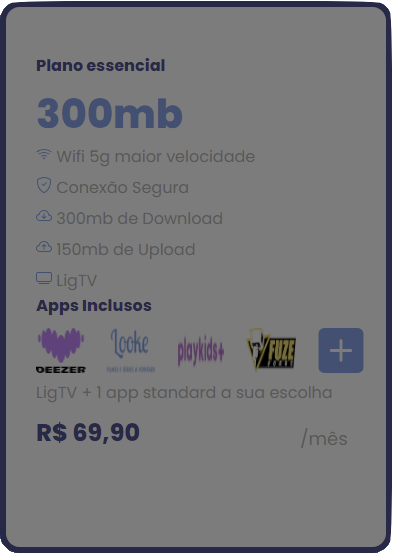 Plano essencial
300mb
Wifi 5g maior velocidade
Conexão Segura
300mb de Download
150mb de Upload
LigTV
Apps Inclusos
DEEZER
Looke
playkids+
FUZE
LigTV + 1 app standard a sua escolha
R$ 69,90 /mês